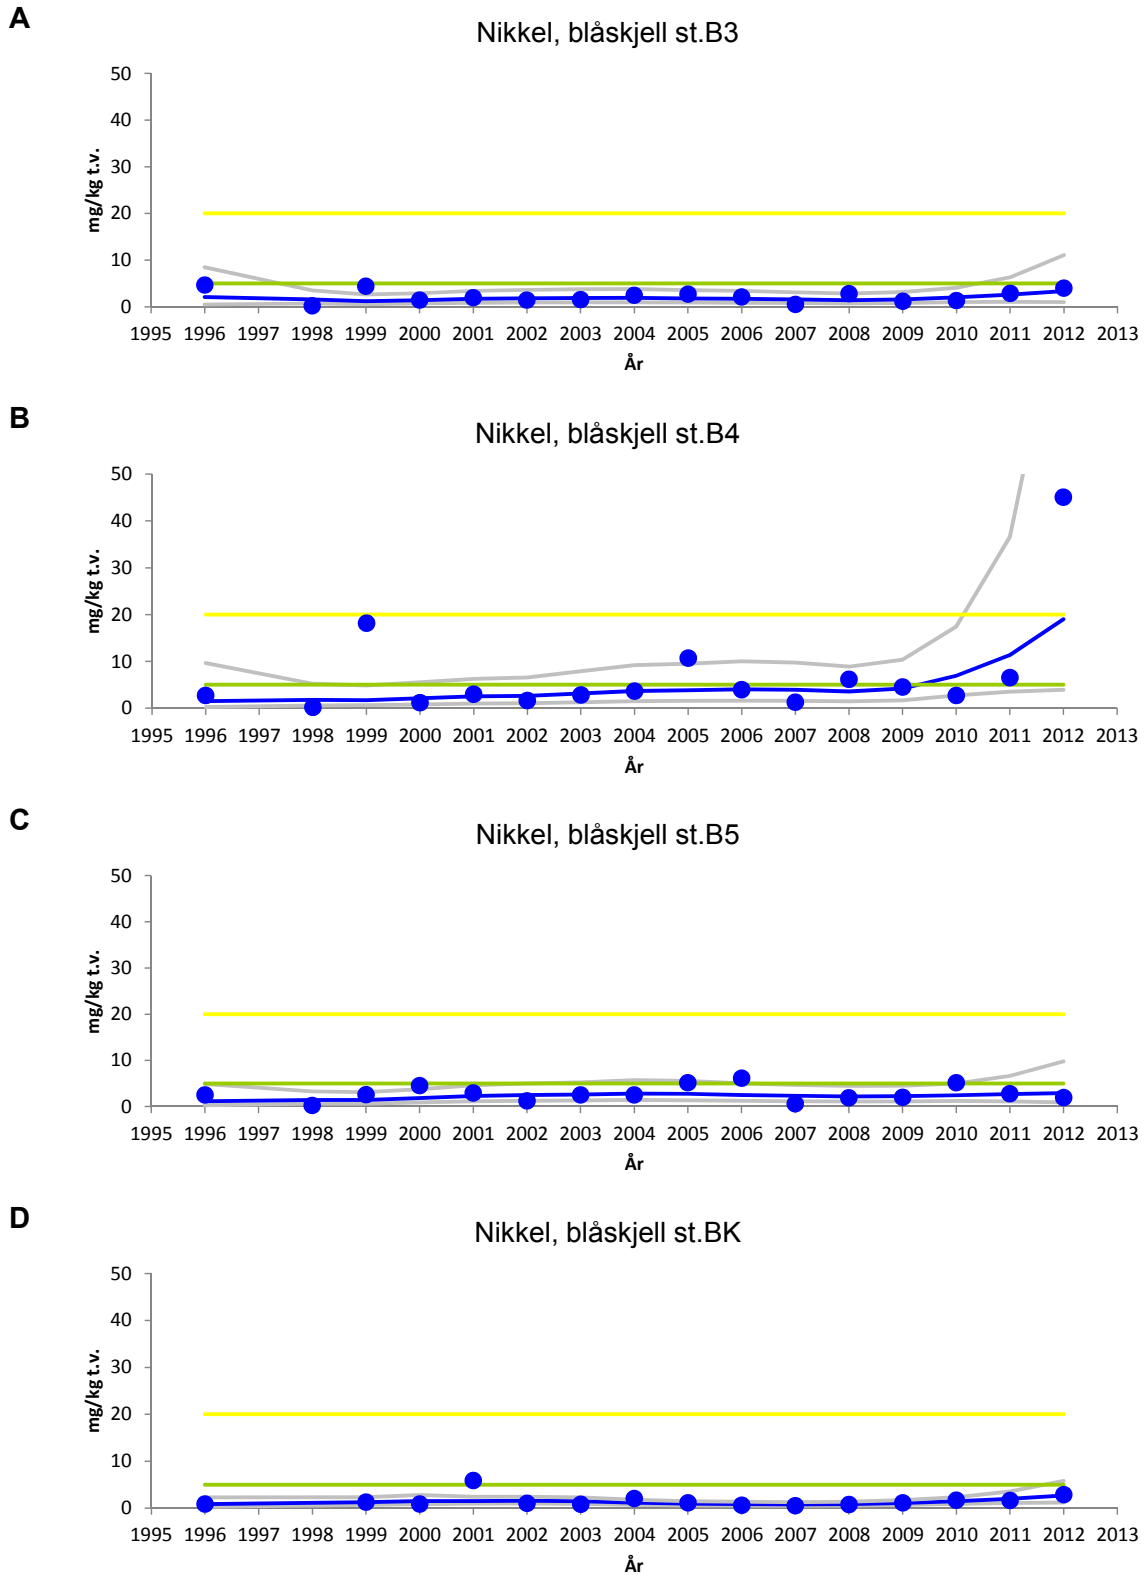 A
Nikkel, blåskjell st.B3
50
40
30
20
10
0
mg/kg t.v.
1995 1996 1997 1998 1999 2000 2001 2002 2003 2004 2005 2006 2007 2008 2009 2010 2011 2012 2013
År
B
Nikkel, blåskjell st.B4
50
40
30
20
10
0
mg/kg t.v.
1995 1996 1997 1998 1999 2000 2001 2002 2003 2004 2005 2006 2007 2008 2009 2010 2011 2012 2013
År
C
Nikkel, blåskjell st.B5
50
40
30
20
10
0
mg/kg t.v.
1995 1996 1997 1998 1999 2000 2001 2002 2003 2004 2005 2006 2007 2008 2009 2010 2011 2012 2013
År
D
Nikkel, blåskjell st.BK
50
40
30
20
10
0
mg/kg t.v.
1995 1996 1997 1998 1999 2000 2001 2002 2003 2004 2005 2006 2007 2008 2009 2010 2011 2012 2013
År